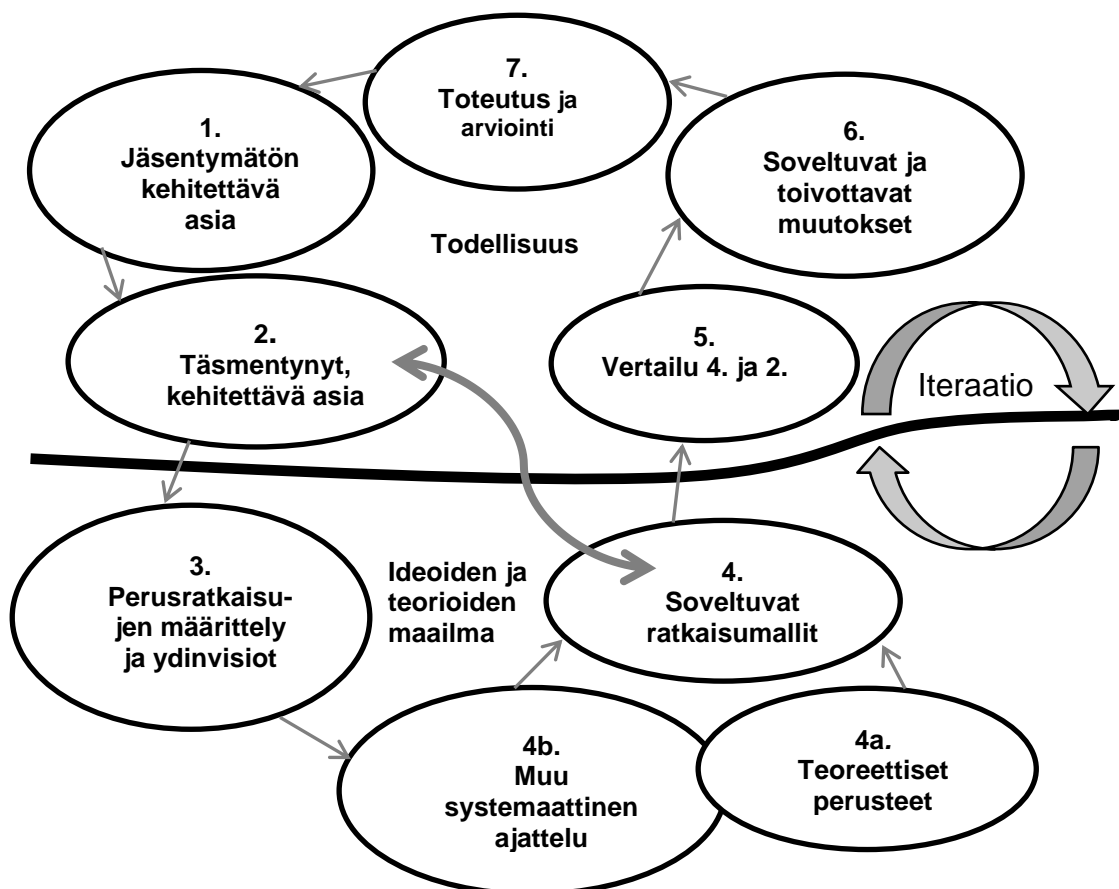 7.
Toteutus ja
arviointi
1.
Jäsentymätön
kehitettävä
asia
6.
Soveltuvat ja
toivottavat
muutokset
Todellisuus
2.
Täsmentynyt,
kehitettävä asia
5.
Vertailu 4. ja 2.
Iteraatio
3.
Perusratkaisu-
jen määrittely
ja ydinvisiot
Ideoiden ja
teorioiden
maailma
4.
Soveltuvat
ratkaisumallit
4b.
Muu
systemaattinen
ajattelu
4a.
Teoreettiset
perusteet